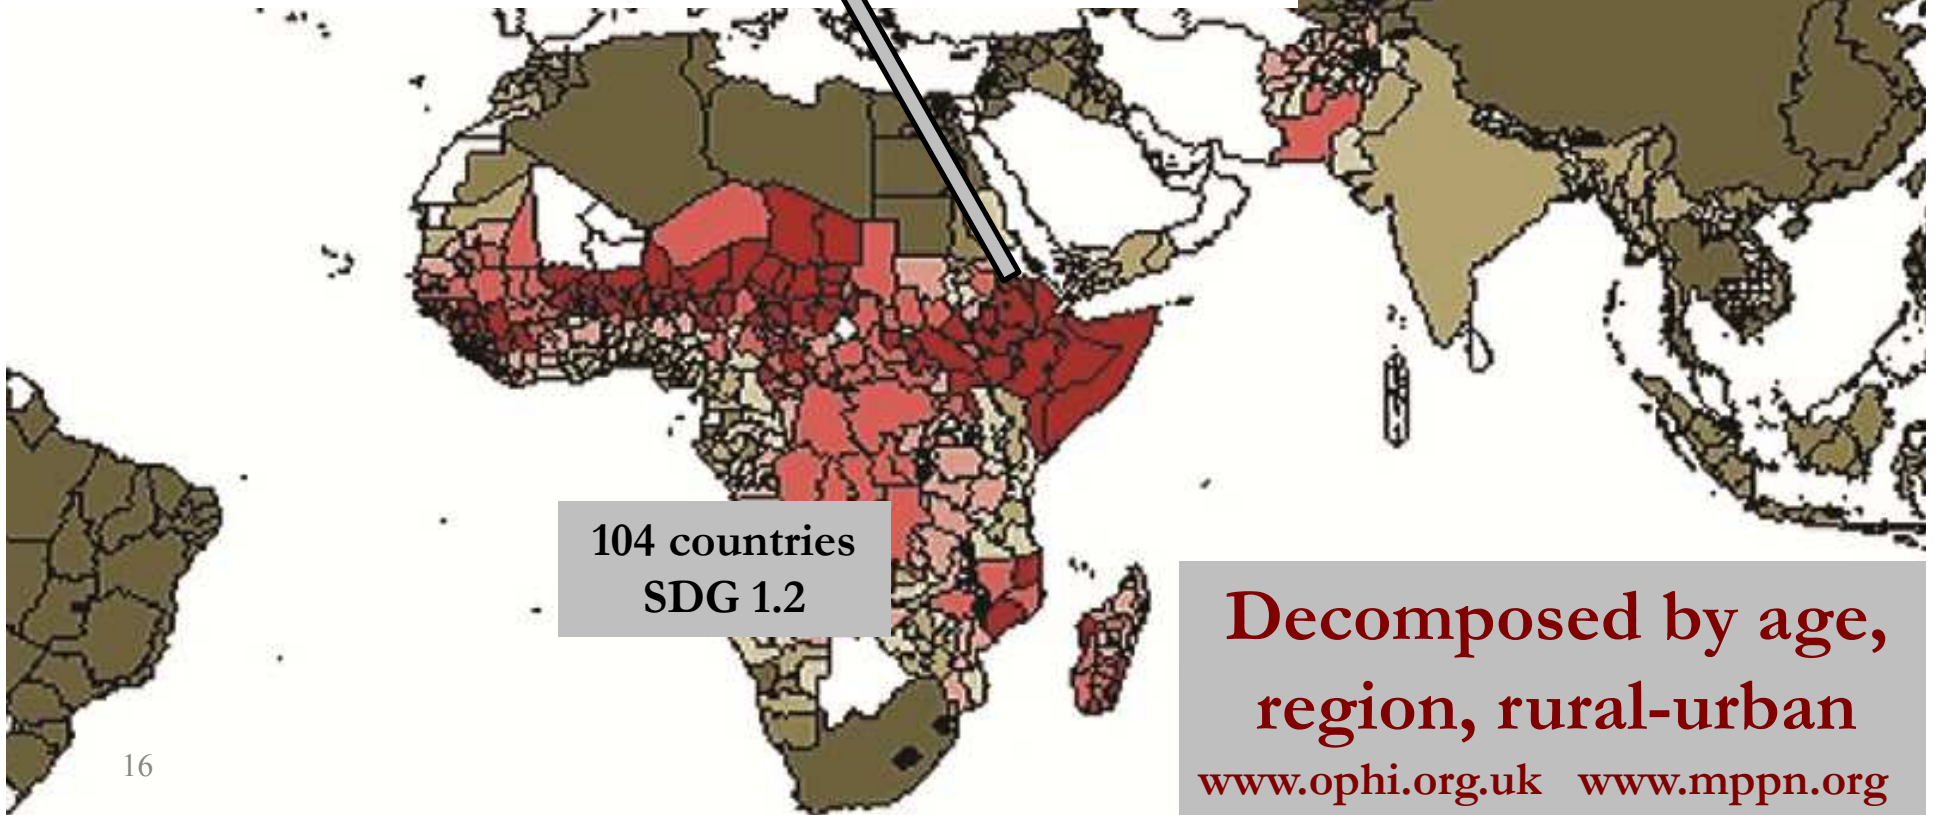 104 countries
SDG 1.2
Decomposed by age,
region, rural-urban
www.ophi.org.uk www.mppn.org
16